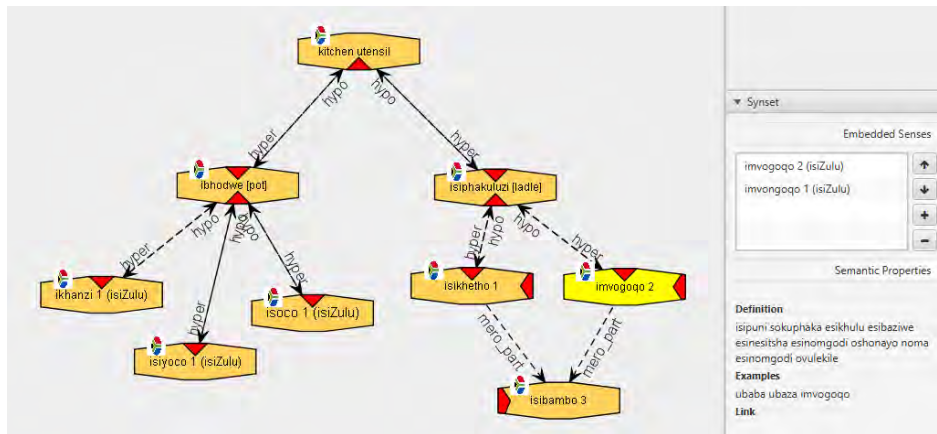 kitchen utensil
hypo
hypo
hyper
hyper
Ibhodwe [pot]
isiphakuluzi [ladle]
hypo
hypo
hypo
hyper
hyper
hyper
hyper
hypo
hypo
hyper
ikhanzi 1 (isiZulu)
isoco 1 (isiZulu)
isiyoco 1 (isiZulu)
isikhetho 1
imvogoqo 2
mero_part
mero_part
isibambo 3
Synset
Embedded Senses
imvogoqo 2 (isiZulu)
imvongoqo 1 (isiZulu)
Semantic Properties
Definition
isipuni sokuphaka esikhulu esibaziwe
esinesitsha esinomgodi oshonayo noma
esinomgodi ovulekile
Examples
ubaba ubaza imvogoqo
Link